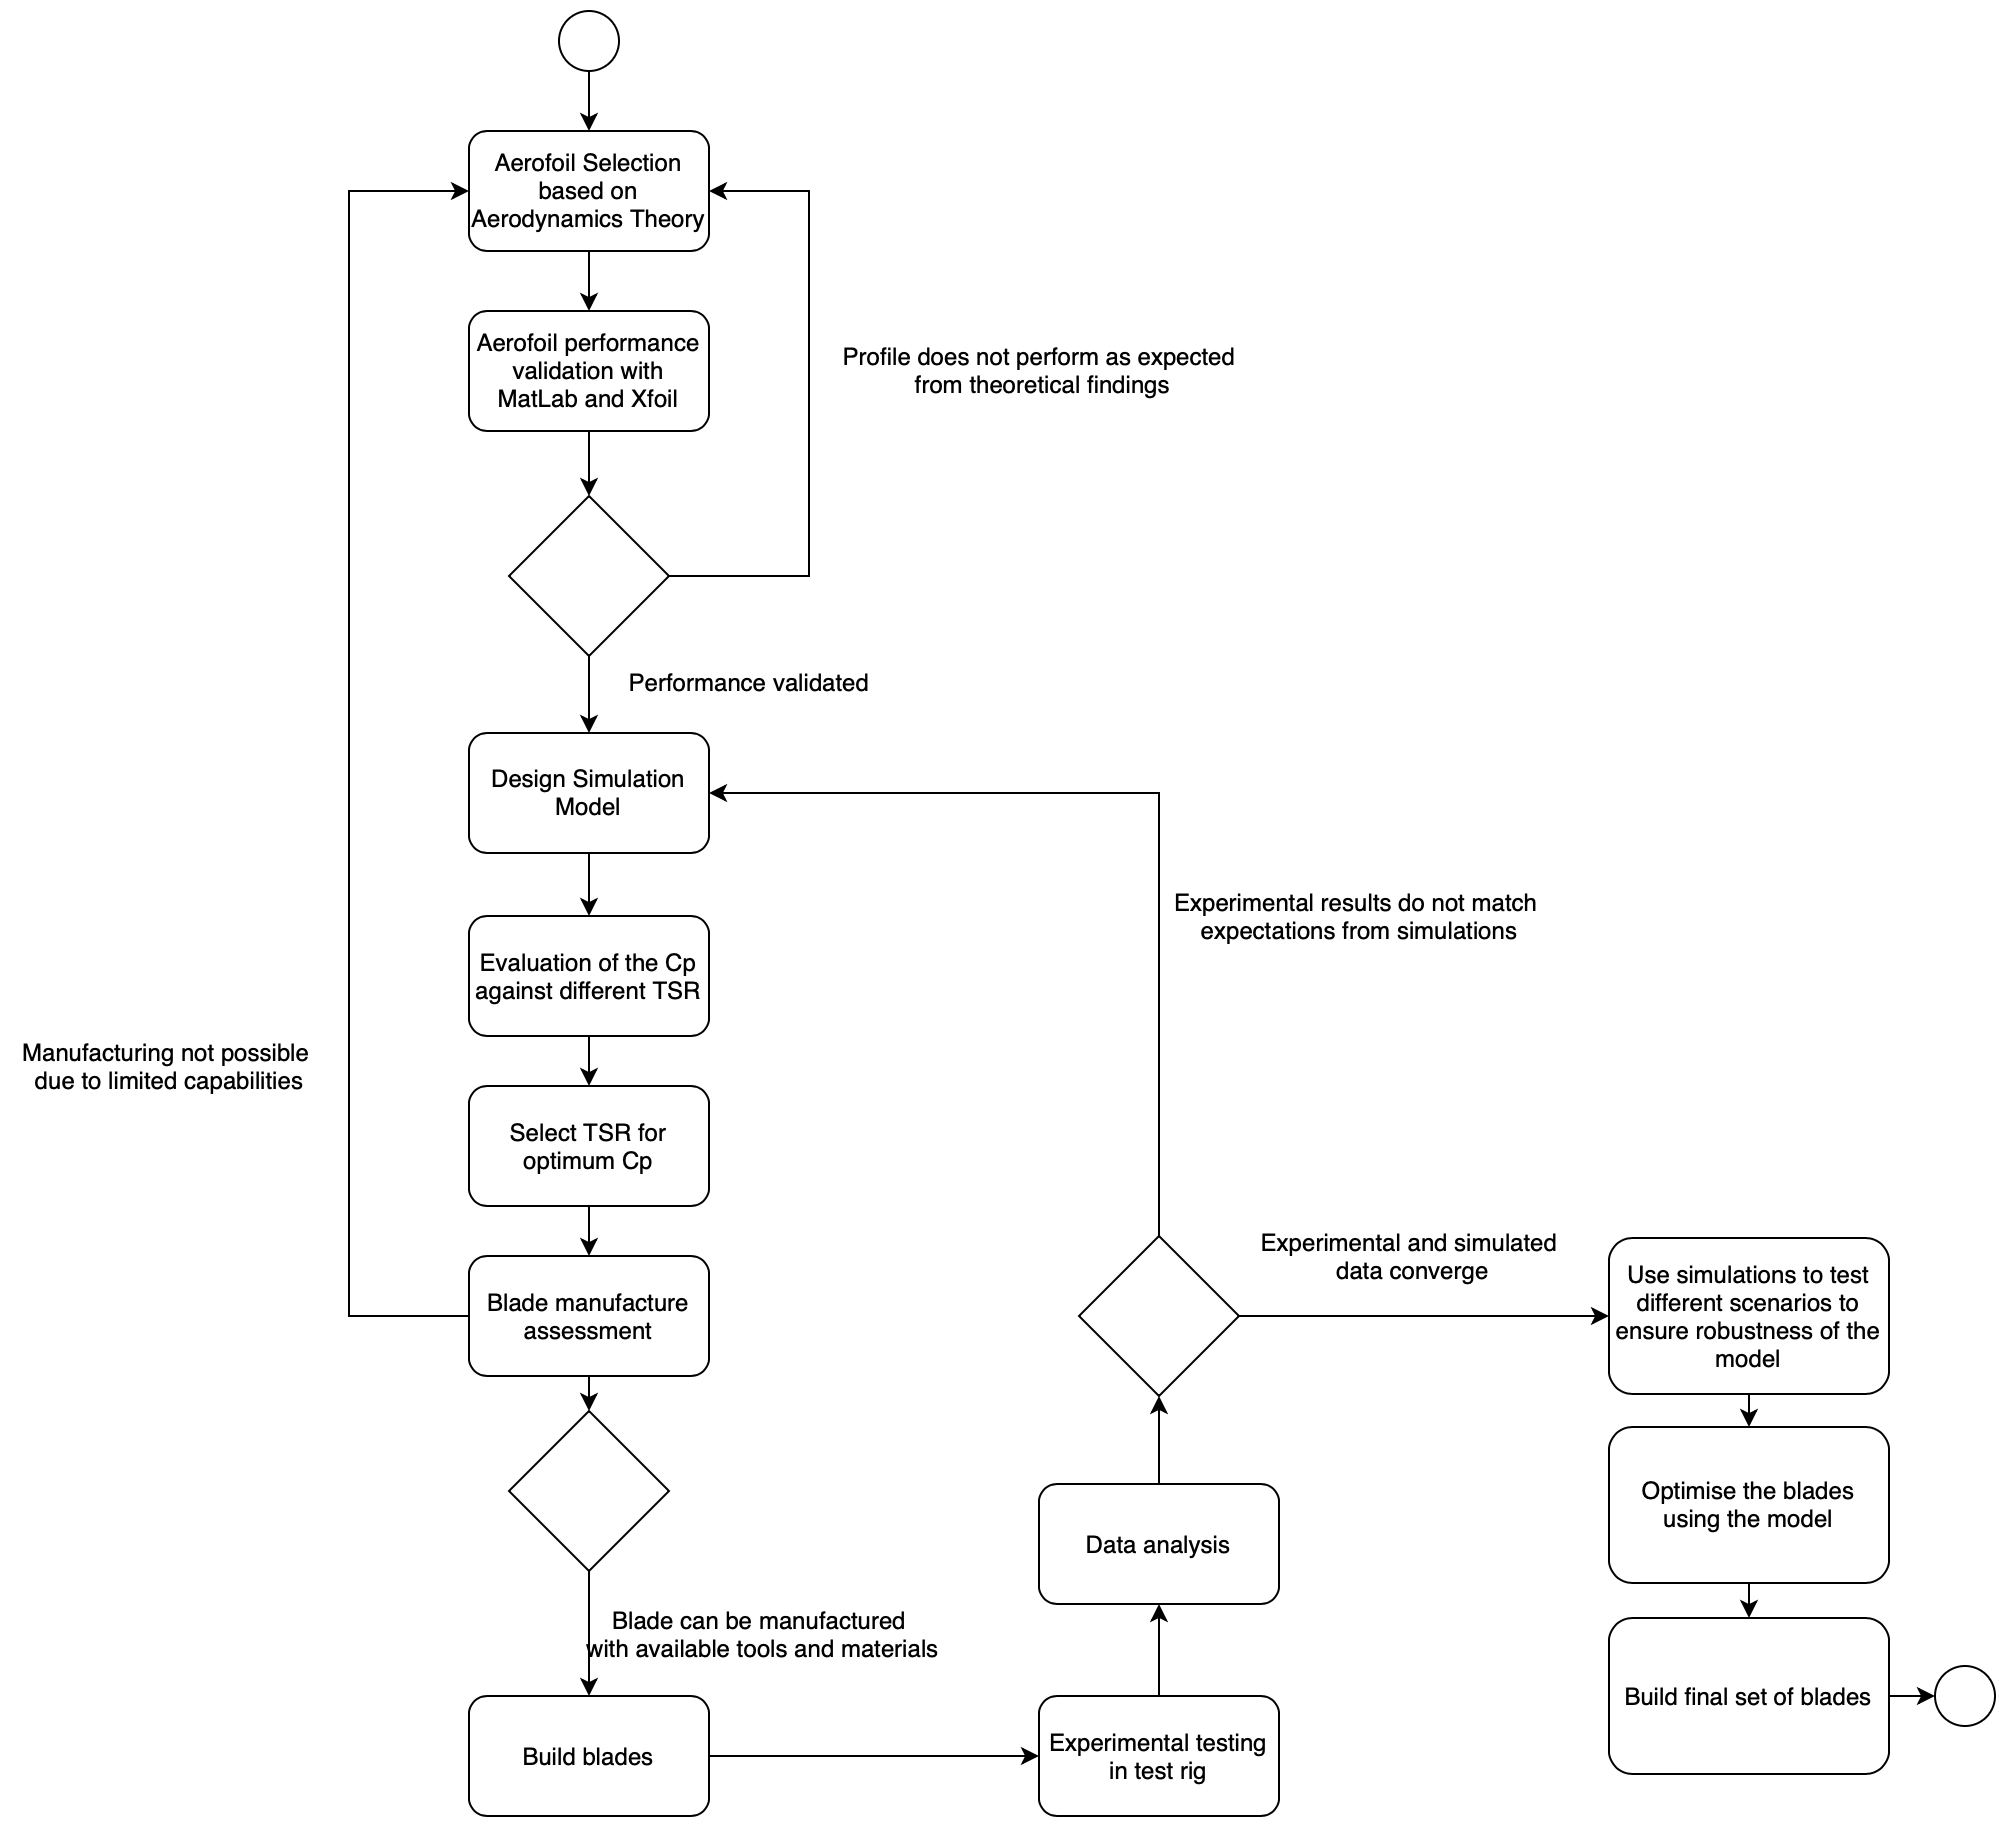 Aerofoil Selection
based on
Aerodynamics Theory
Aerofoil performance
validation with
MatLab and Xfoil
Profile does not perform as expected
from theoretical findings
Performance validated
Design Simulation
Model
Experimental results do not match
expectations from simulations
Evaluation of the Cp
against different TSR
Manufacturing not possible
due to limited capabilities
Select TSR for
optimum Cp
Blade manufacture
assessment
Experimental and simulated
data converge
Use simulations to test
different scenarios to
ensure robustness of the
model
Optimise the blades
using the model
Data analysis
Blade can be manufactured
with available tools and materials
Build blades
Experimental testing
in test rig
Build final set of blades